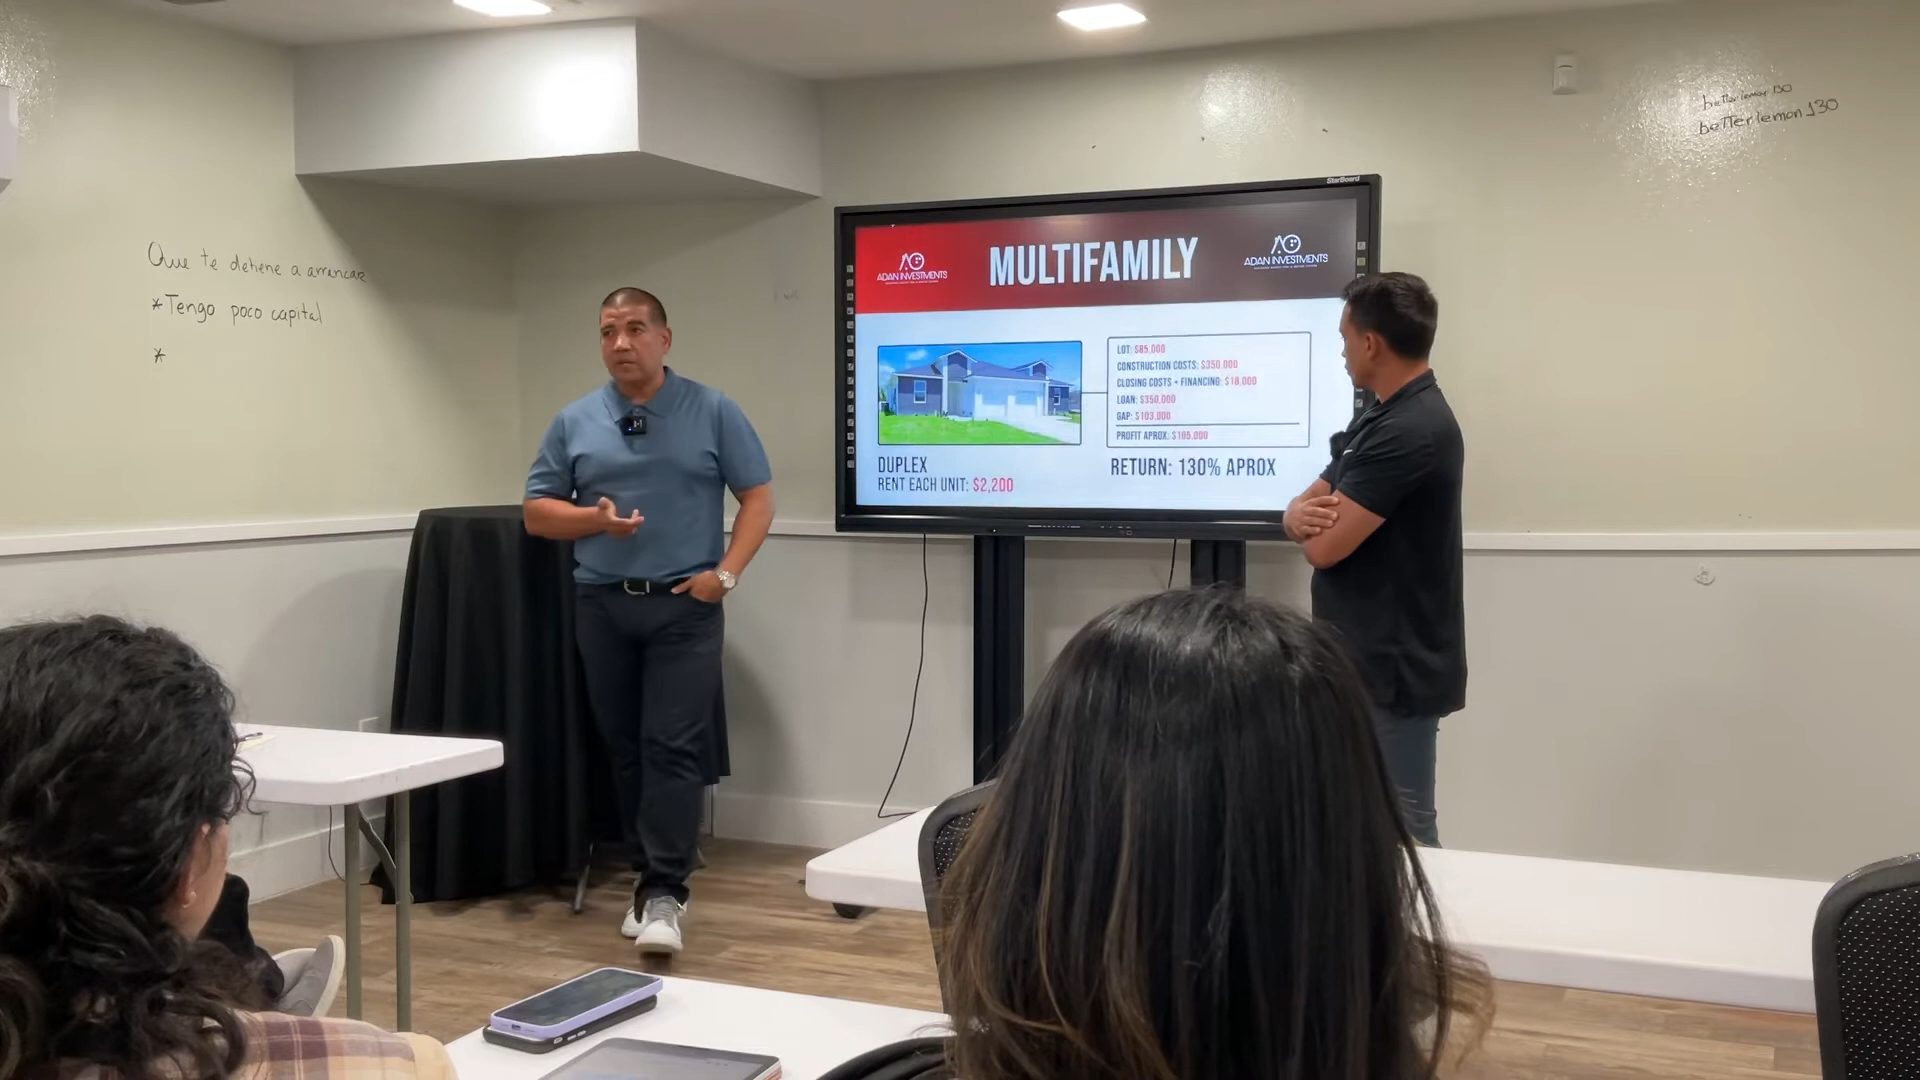 Que te detiene a arrancar
*Tengo poco capital
*
better lemon 130
better lemon 130
StarBoard
ADAN INVESTMENTS
MULTIFAMILY
ADAN INVESTMENTS
LOT: $85,000
CONSTRUCTION COSTS: $350,000
CLOSING COSTS + FINANCING: $18,000
LOAN: $350,000
GAP: $103,000
PROFIT APROX: $105,000
DUPLEX
RENT EACH UNIT: $2,200
RETURN: 130% APROX